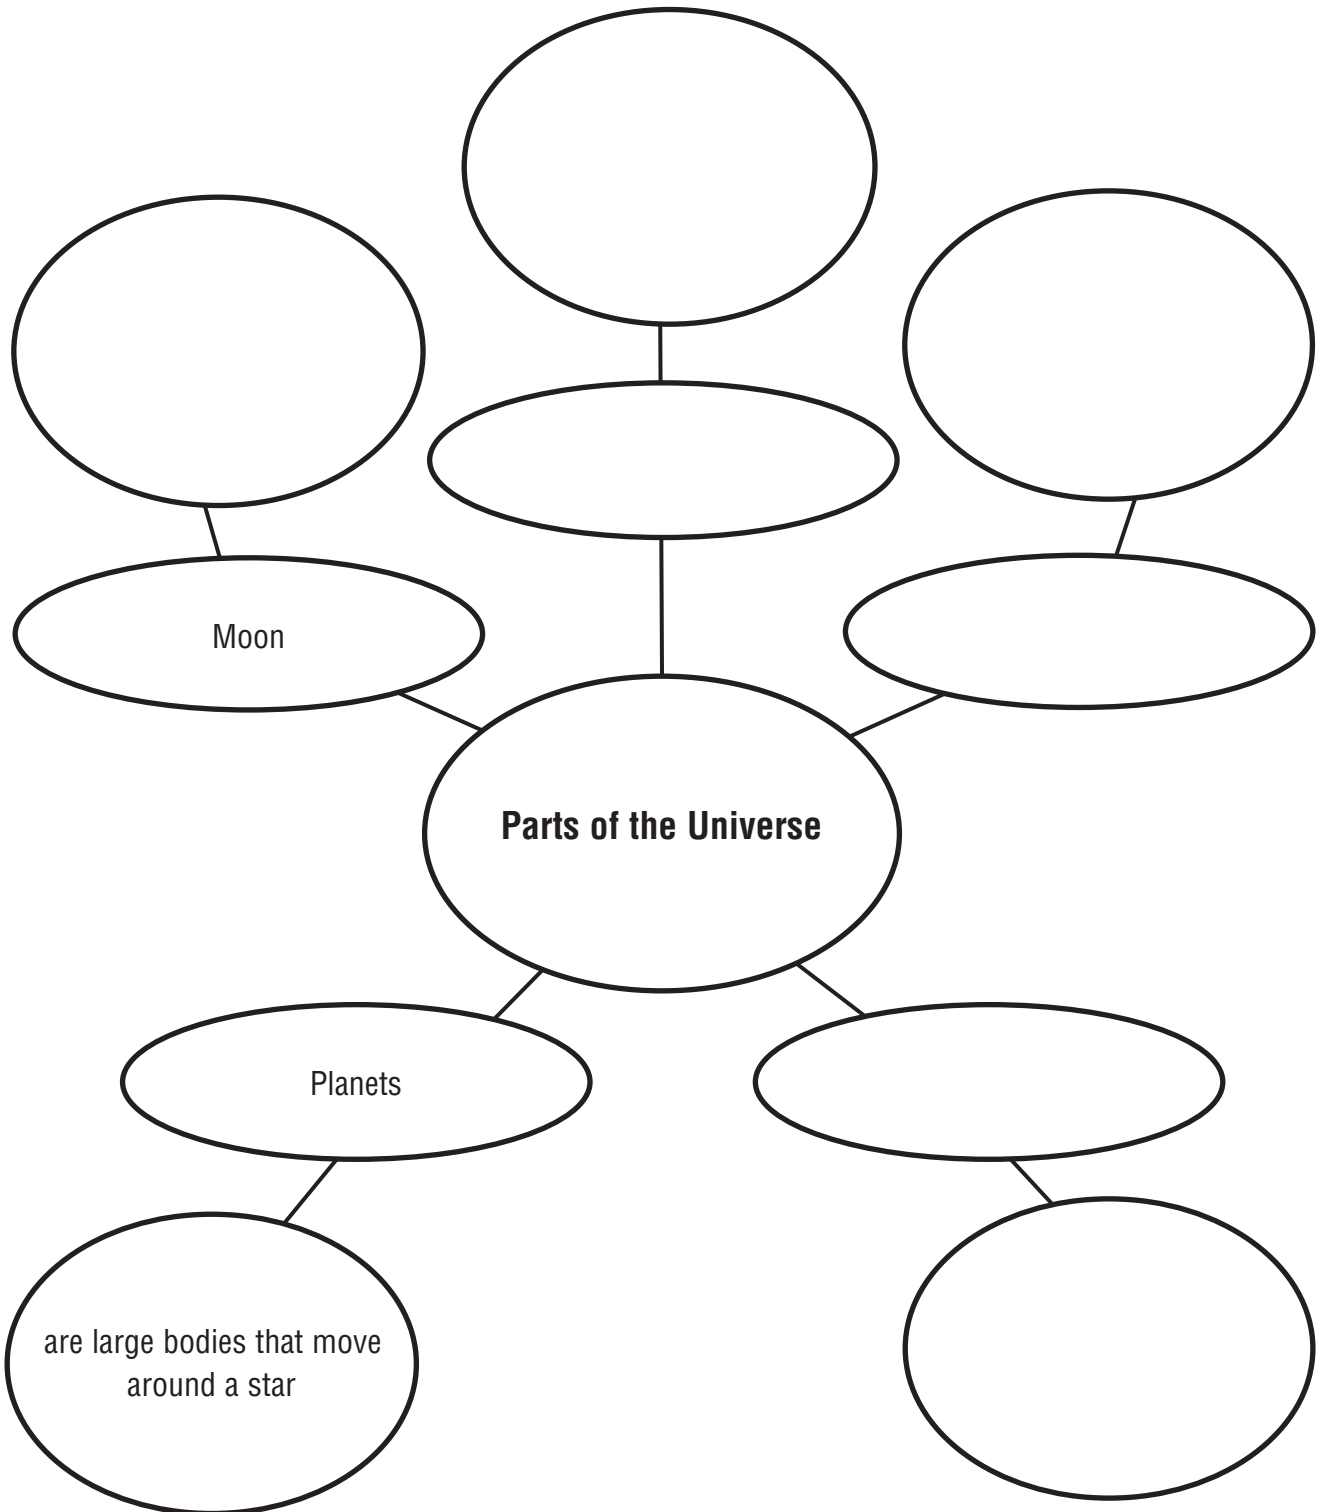 Moon
Parts of the Universe
Planets
are large bodies that move
around a star